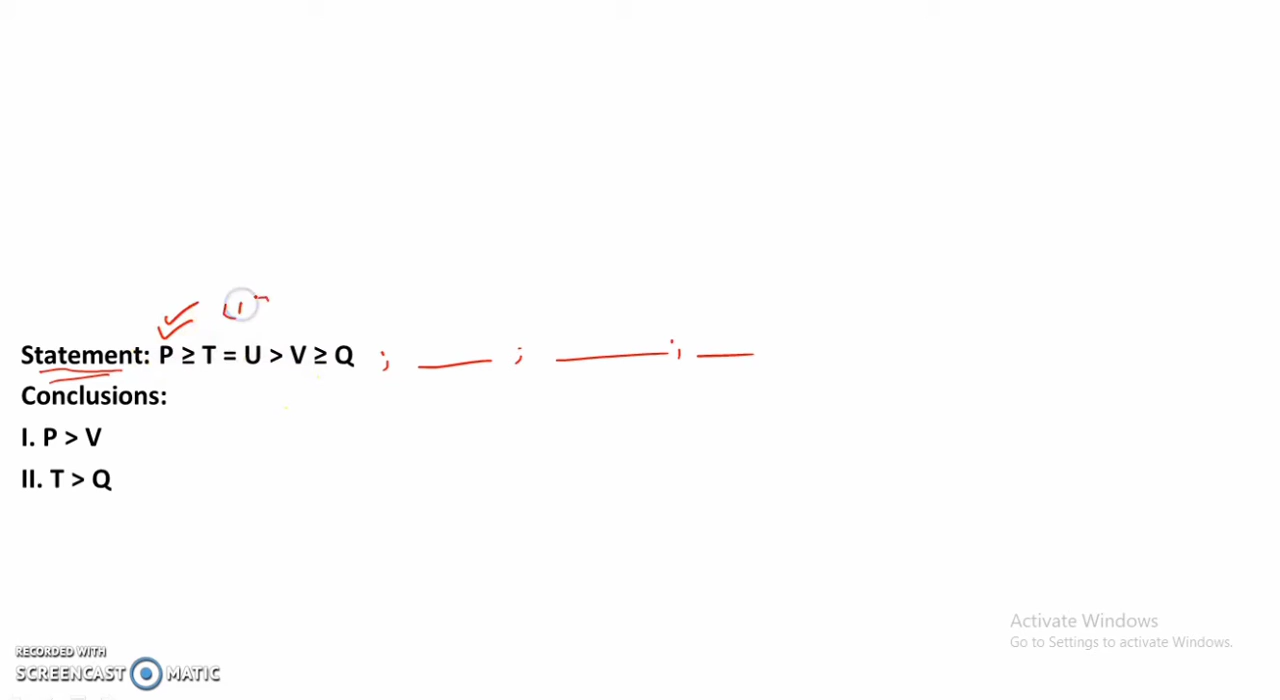 Statement: P ≥ T = U > V ≥ Q ; ; ;
Conclusions:
I. P > V
II. T > Q
Activate Windows
Go to Settings to activate Windows.
RECORDED WITH
SCREENCAST MATIC